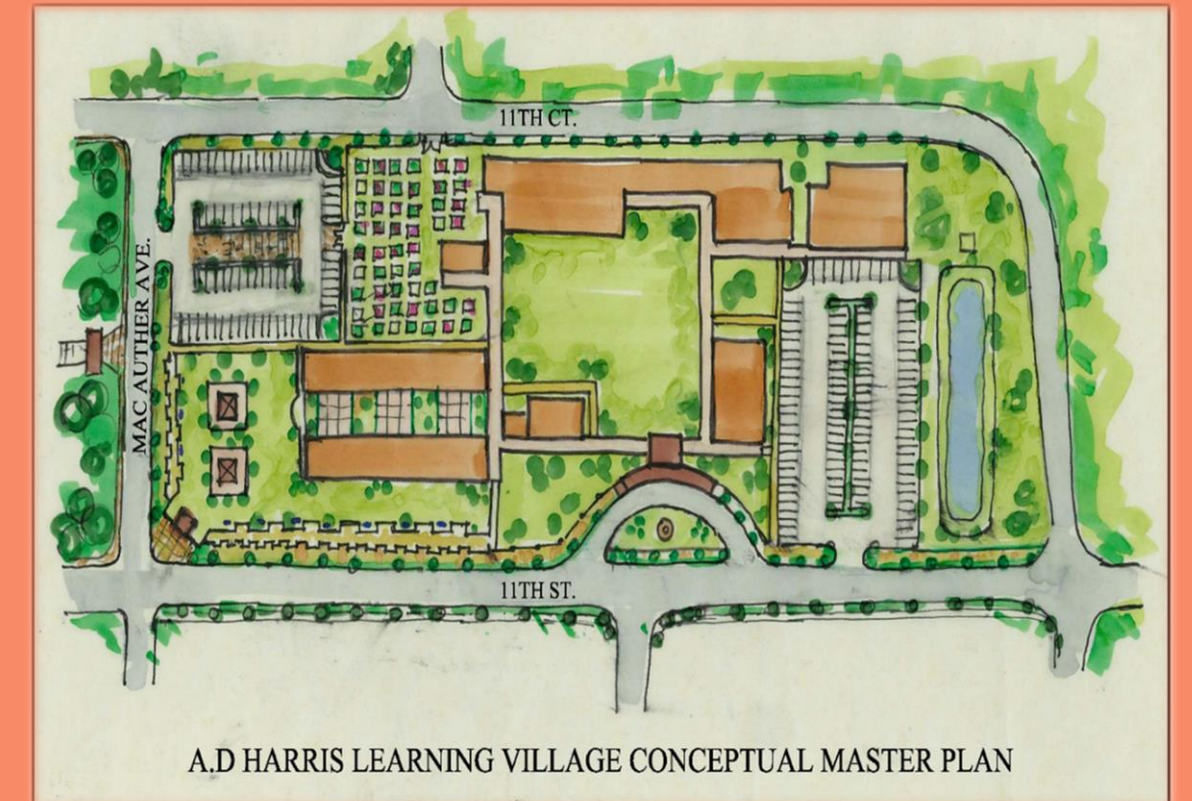 11TH CT.
MAC AUTHER AVE.
11TH ST.
A.D HARRIS LEARNING VILLAGE CONCEPTUAL MASTER PLAN